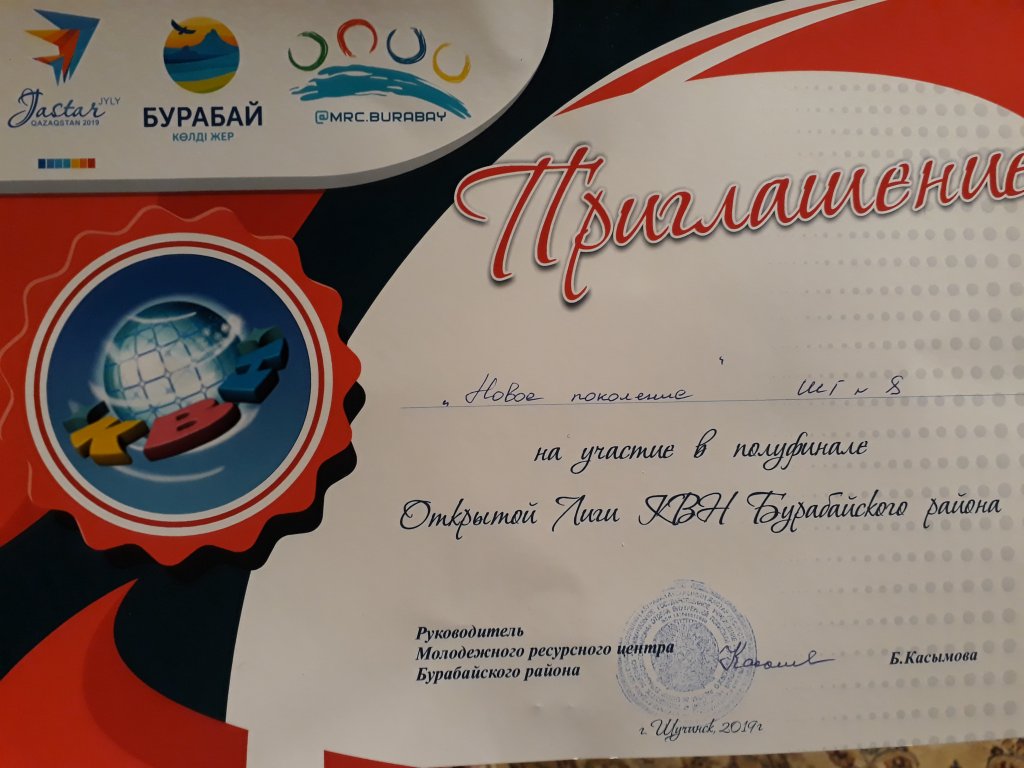 Jastar JYLY
QAZAQSTAN 2019
БУРАБАЙ
КӨЛДІ ЖЕР
@MRC.BURABAY
Приглашение
КВН
„Новое поколение" ШГ № 8
на участие в полуфинале
Открытой Лиги КВН Бурабайского района
Руководитель
Молодежного ресурсного центра
Бурабайского района
Б.Касымова
г. Щучинск, 2019г